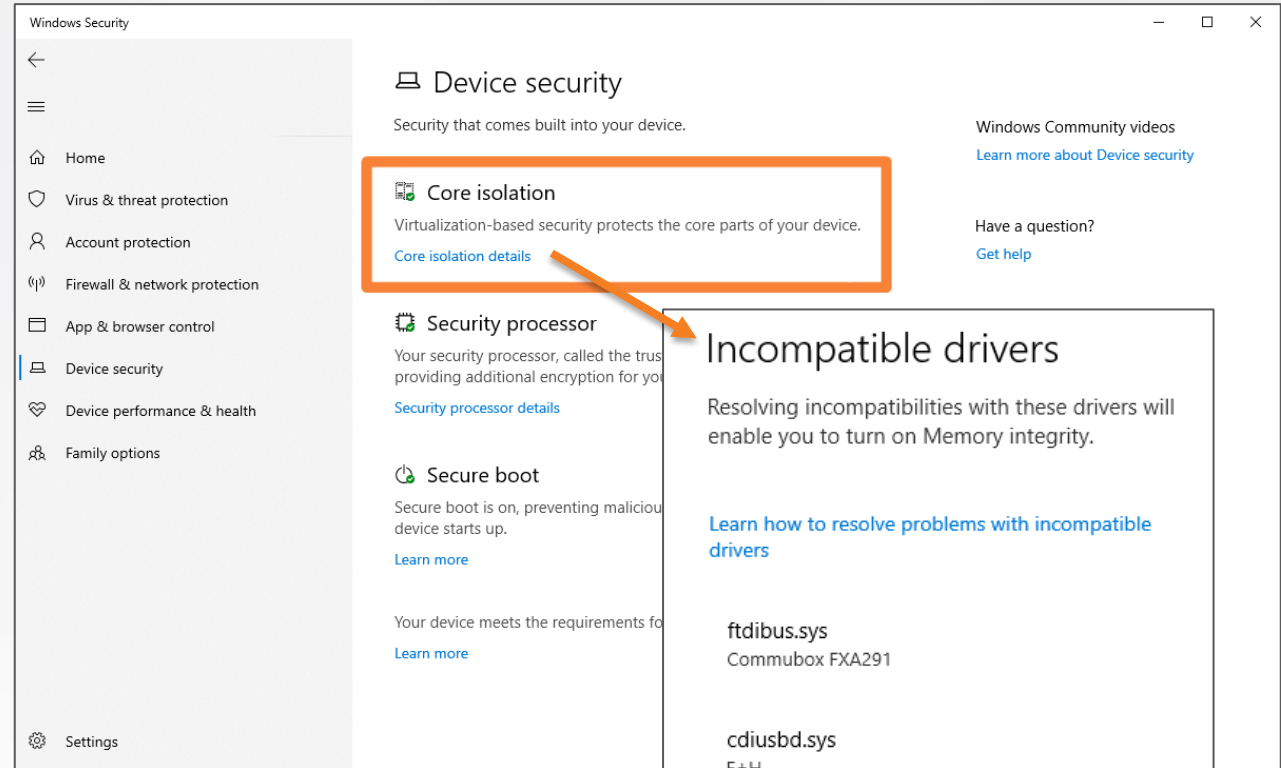 Windows Security
Home
Virus & threat protection
Account protection
Firewall & network protection
App & browser control
Device security
Device performance & health
Family options
Settings
Device security
Security that comes built into your device.
Core isolation
Virtualization-based security protects the core parts of your device.
Core isolation details
Security processor
Your security processor, called the trus
providing additional encryption for you
Security processor details
Secure boot
Secure boot is on, preventing maliciou
device starts up.
Learn more
Your device meets the requirements fo
Learn more
Windows Community videos
Learn more about Device security
Have a question?
Get help
Incompatible drivers
Resolving incompatibilities with these drivers will
enable you to turn on Memory integrity.
Learn how to resolve problems with incompatible
drivers
ftdibus.sys
Commubox FXA291
cdiusbd.sys
E+H